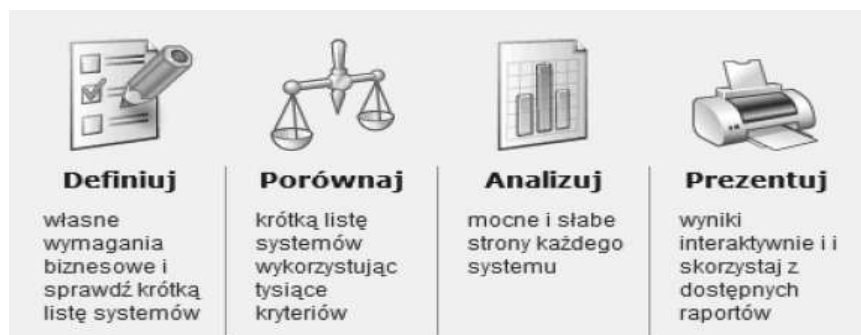 Definiuj
własne
wymagania
biznesowe i
sprawdź krótką
listę systemów
Porównaj
krótką listę
systemów
wykorzystując
tysiące
kryteriów
Analizuj
mocne i słabe
strony każdego
systemu
Prezentuj
wyniki
interaktywnie i i
skorzystaj z
dostępnych
raportów